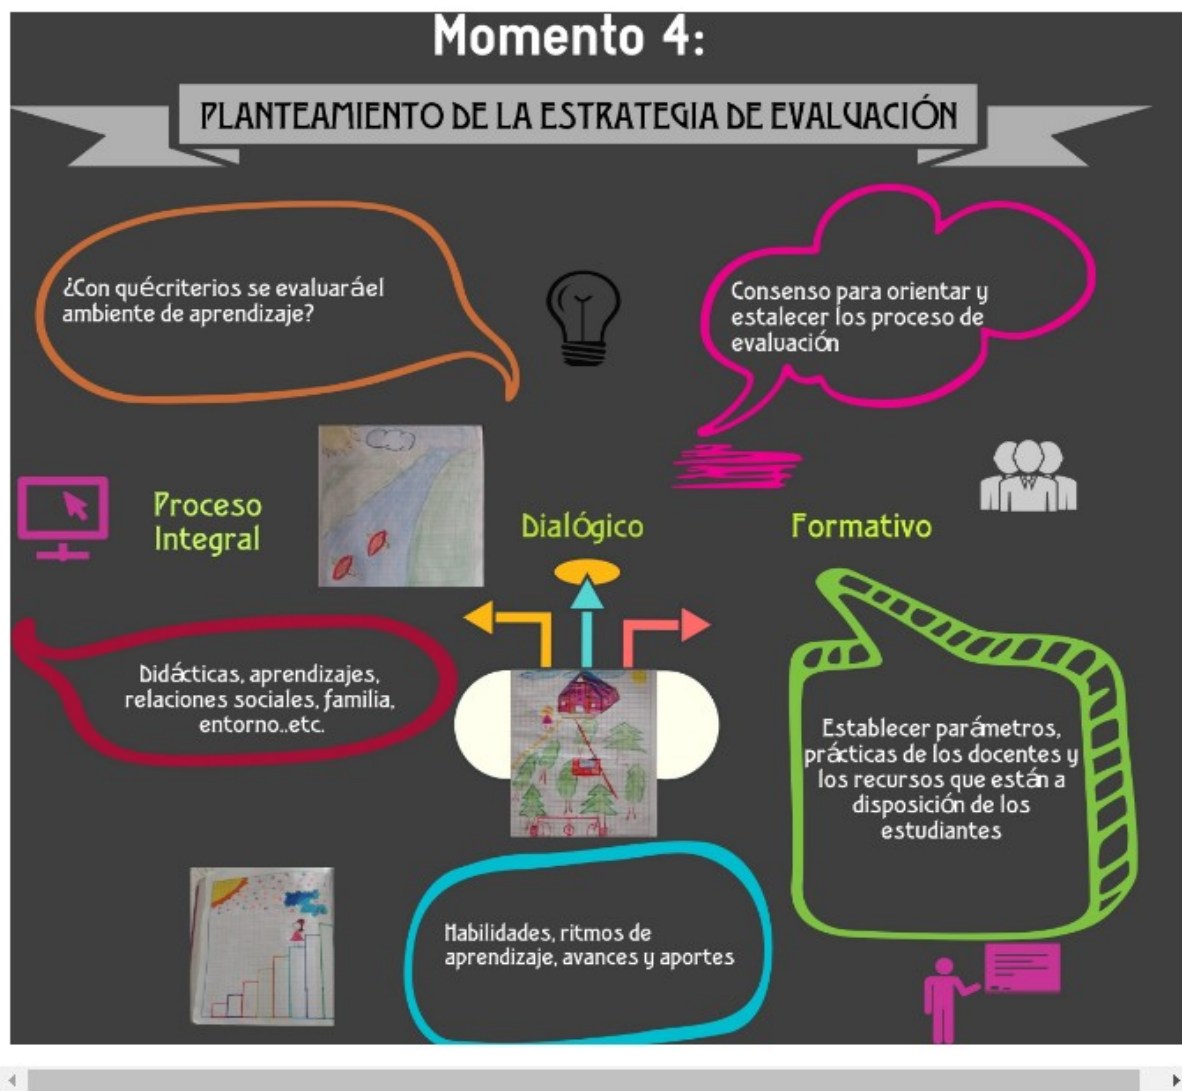 Momento 4:
PLANTEAMIENTO DE LA ESTRATEGIA DE EVALUACIÓN
¿Con quécriterios se evaluaráel
ambiente de aprendizaje?
Consenso para orientar y
estalecer los proceso de
evaluación
Proceso
Integral
Dialógico
Formativo
Didácticas, aprendizajes,
relaciones sociales, familia,
entorno..etc.
Establecer parámetros,
prácticas de los docentes y
los recursos que están a
disposición de los
estudiantes
Habilidades, ritmos de
aprendizaje, avances y aportes